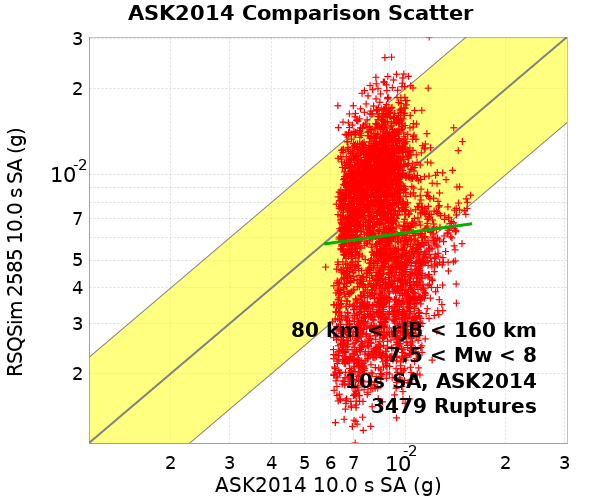 ASK2014 Comparison Scatter
3
2
10-2
7
5
4
3
2
RSQSim 2585 10.0 s SA (g)
80 km < rJB < 160 km
7.5 < Mw < 8
10s SA, ASK2014
3479 Ruptures
2 3 4 5 6 7 10-2 2 3
ASK2014 10.0 s SA (g)